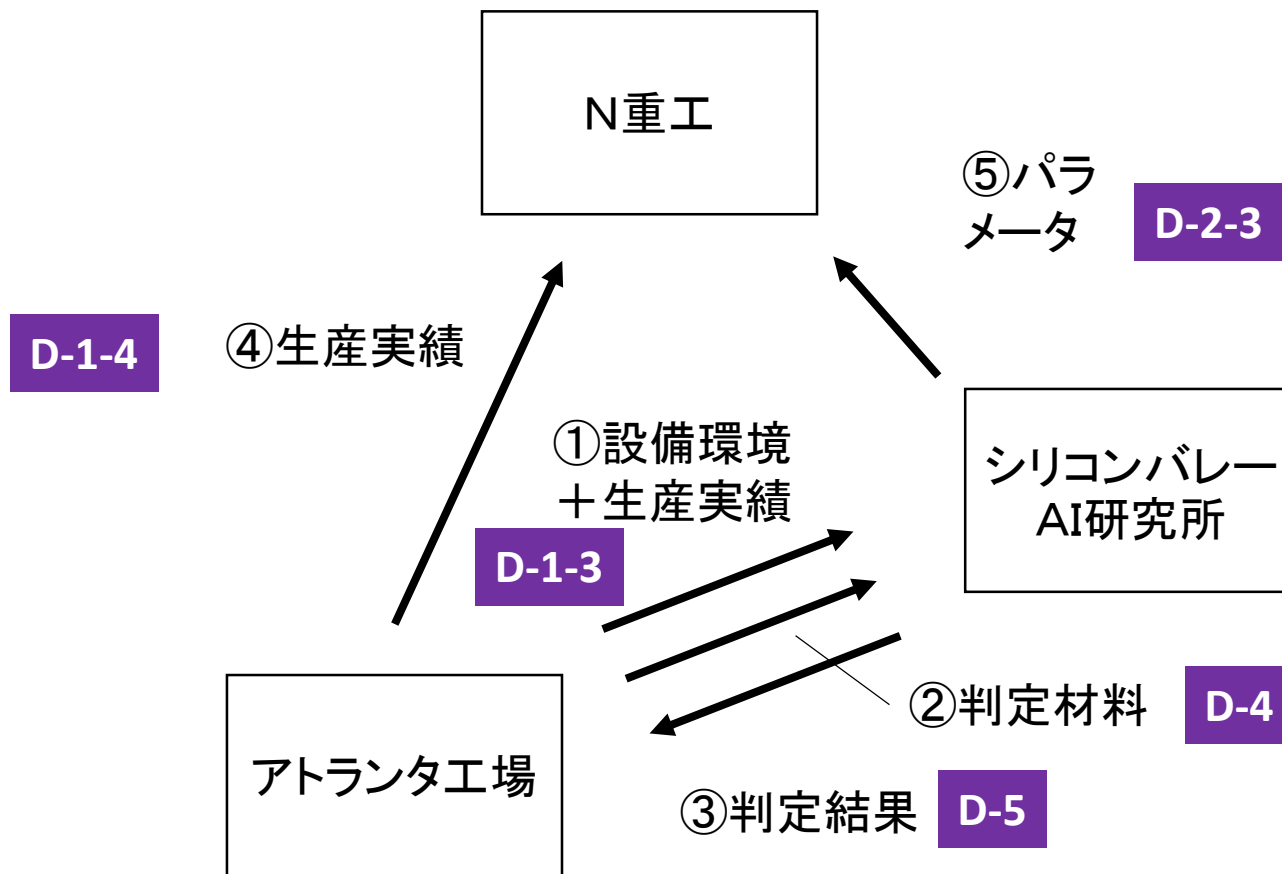 N重工
⑤パラ
メータ
D-2-3
D-1-4
④生産実績
①設備環境
＋生産実績
D-1-3
シリコンバレー
AI研究所
②判定材料
D-4
アトランタ工場
③判定結果
D-5